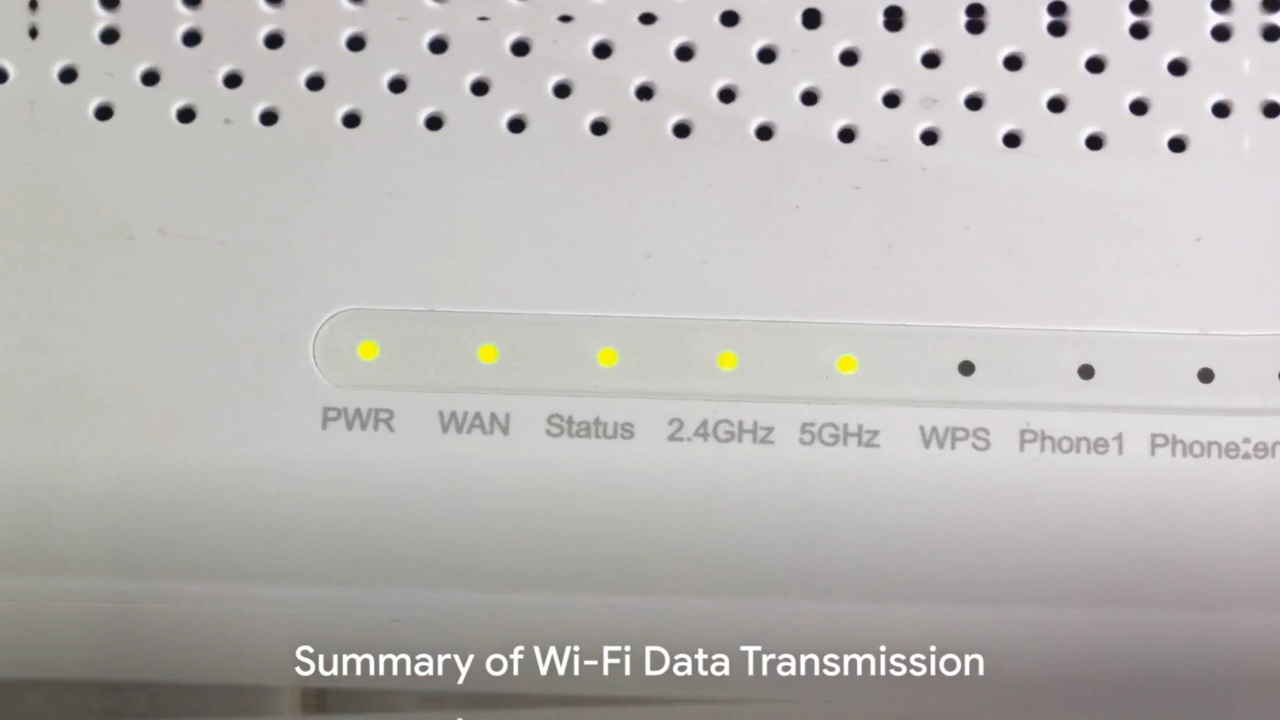 PWR WAN Status 2.4GHz 5GHz WPS Phone1
Summary of Wi-Fi Data Transmission